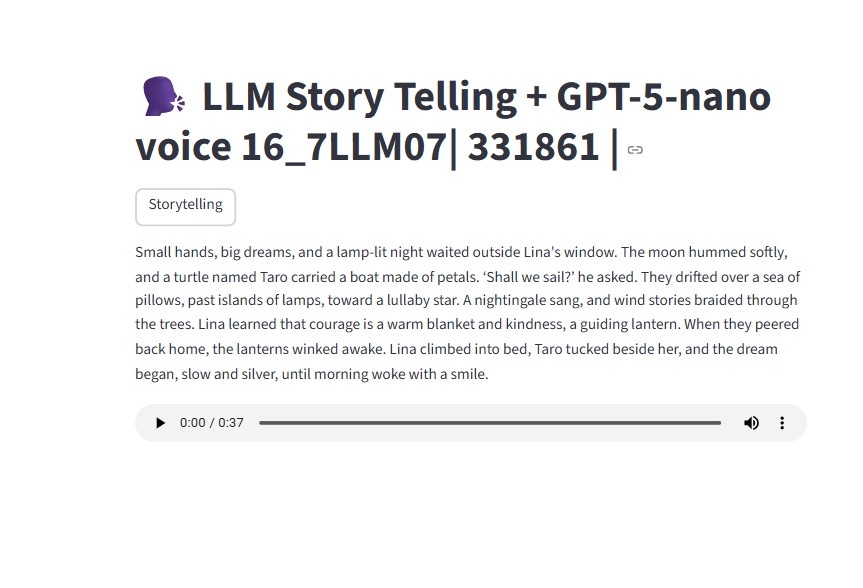 LLM Story Telling + GPT-5-nano
voice 16_7LLM07| 331861 |
Storytelling
Small hands, big dreams, and a lamp-lit night waited outside Lina's window. The moon hummed softly,
and a turtle named Taro carried a boat made of petals. ‘Shall we sail?’ he asked. They drifted over a sea of
pillows, past islands of lamps, toward a lullaby star. A nightingale sang, and wind stories braided through
the trees. Lina learned that courage is a warm blanket and kindness, a guiding lantern. When they peered
back home, the lanterns winked awake. Lina climbed into bed, Taro tucked beside her, and the dream
began, slow and silver, until morning woke with a smile.
0:00 / 0:37